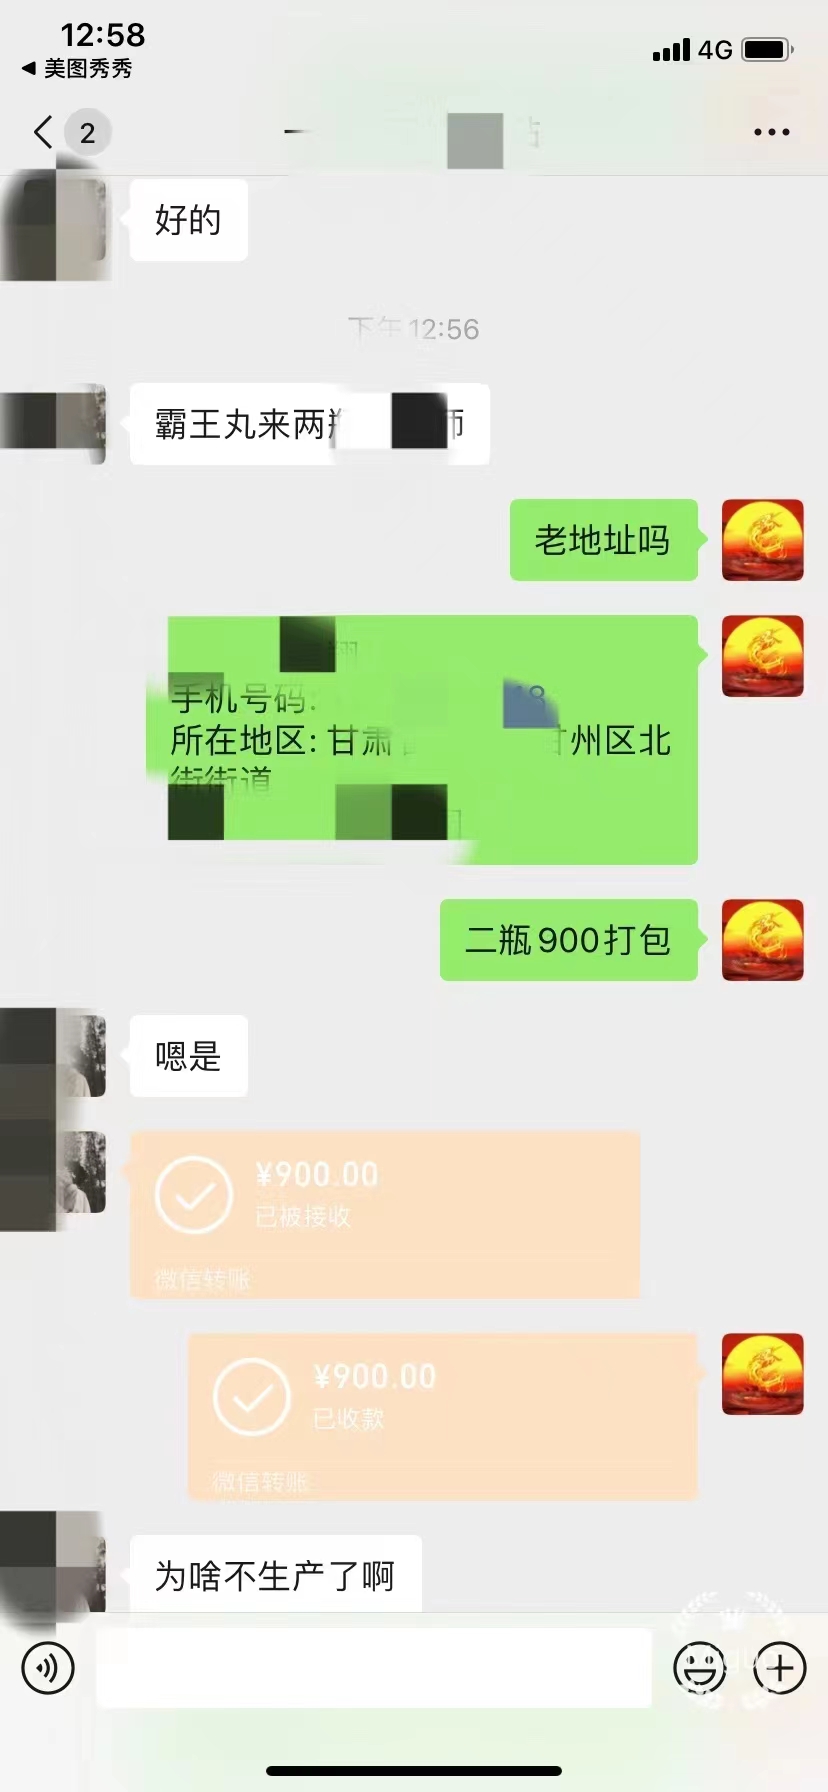 12:58
美图秀秀
4G
2
好的
下午12:56
霸王丸来两
老地址吗
手机号码:
所在地区: 甘肃 州区北
街街道
二瓶900打包
嗯是
¥900.00
已被接收
微信转账
¥900.00
已收款
微信转账
为啥不生产了啊